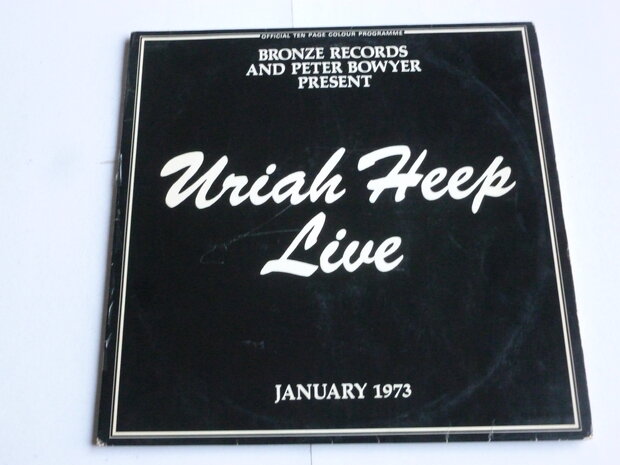 OFFICIAL TEN PAGE COLOUR PROGRAMME
BRONZE RECORDS
AND PETER BOWYER
PRESENT
Uriah Heep
Live
JANUARY 1973